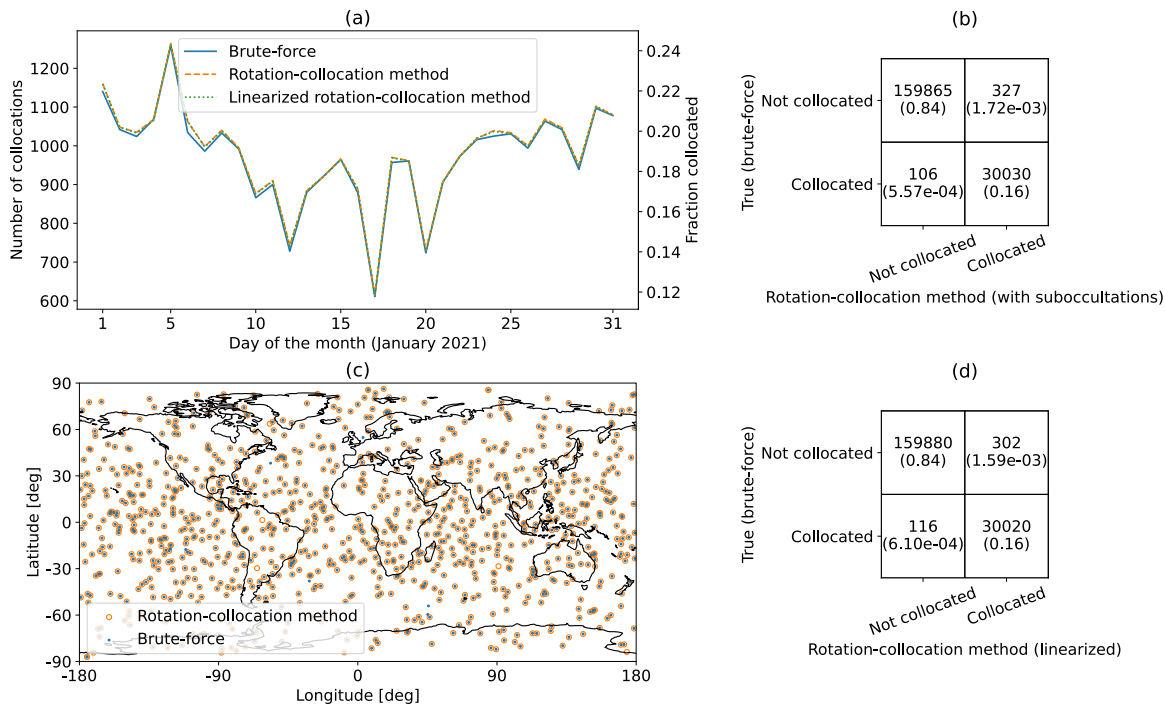 (a)
Brute-force
Rotation-collocation method
Linearized rotation-collocation method
Number of collocations
1200
1100
1000
900
800
700
600
Fraction collocated
0.24
0.22
0.20
0.18
0.16
0.14
0.12
1 5 10 15 20 25 31
Day of the month (January 2021)
(b)
True (brute-force)
Not collocated
159865
(0.84)
327
(1.72e-03)
Collocated
106
(5.57e-04)
30030
(0.16)
Not collocated
Collocated
Rotation-collocation method (with suboccultations)
(c)
Latitude [deg]
90
60
30
0
-30
-60
-90
Rotation-collocation method
Brute-force
-180 -90 0 90 180
Longitude [deg]
(d)
True (brute-force)
Not collocated
159880
(0.84)
302
(1.59e-03)
Collocated
116
(6.10e-04)
30020
(0.16)
Not collocated
Collocated
Rotation-collocation method (linearized)